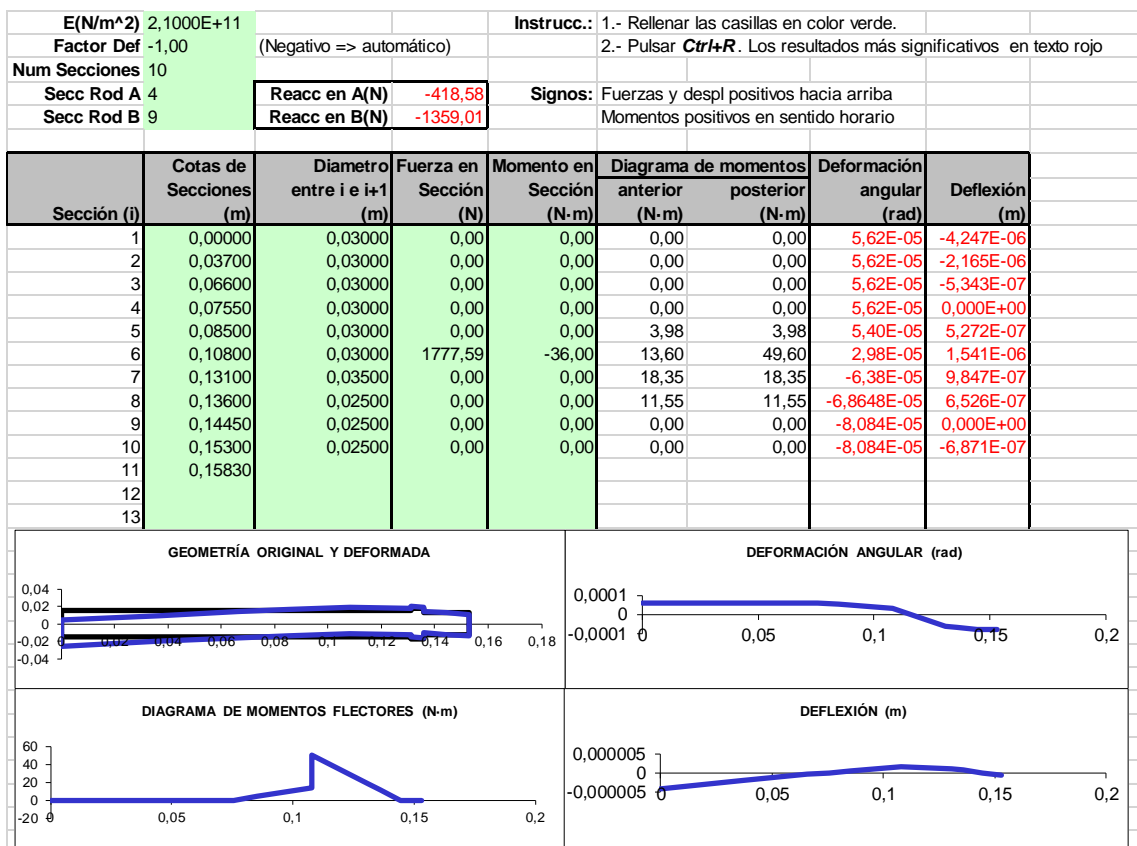 E(N/m^2) 2,1000E+11 Instrucc.: 1.- Rellenar las casillas en color verde.
Factor Def -1,00 (Negativo => automático) 2.- Pulsar Ctrl+R. Los resultados más significativos en texto rojo
Num Secciones 10
Secc Rod A 4 Reacc en A(N) -418,58 Signos: Fuerzas y despl positivos hacia arriba
Secc Rod B 9 Reacc en B(N) -1359,01 Momentos positivos en sentido horario
Cotas de Diametro Fuerza en Momento en Diagrama de momentos Deformación
Secciones entre i e i+1 Sección Sección anterior posterior angular Deflexión
Sección (i) (m) (m) (N) (N·m) (N·m) (N·m) (rad) (m)
1 0,00000 0,03000 0,00 0,00 0,00 0,00 5,62E-05 -4,247E-06
2 0,03700 0,03000 0,00 0,00 0,00 0,00 5,62E-05 -2,165E-06
3 0,06600 0,03000 0,00 0,00 0,00 0,00 5,62E-05 -5,343E-07
4 0,07550 0,03000 0,00 0,00 0,00 0,00 5,62E-05 0,000E+00
5 0,08500 0,03000 0,00 0,00 3,98 3,98 5,40E-05 5,272E-07
6 0,10800 0,03000 1777,59 -36,00 13,60 49,60 2,98E-05 1,541E-06
7 0,13100 0,03500 0,00 0,00 18,35 18,35 -6,38E-05 9,847E-07
8 0,13600 0,02500 0,00 0,00 11,55 11,55 -6,8648E-05 6,526E-07
9 0,14450 0,02500 0,00 0,00 0,00 0,00 -8,084E-05 0,000E+00
10 0,15300 0,02500 0,00 0,00 0,00 0,00 -8,084E-05 -6,871E-07
11 0,15830
12
13
GEOMETRÍA ORIGINAL Y DEFORMADA
0,04
0,02
0
-0,02 0 0,02 0,04 0,06 0,08 0,1 0,12 0,14 0,16 0,18
-0,04
DEFORMACIÓN ANGULAR (rad)
0,0001
0
-0,0001 0 0,05 0,1 0,15 0,2
DIAGRAMA DE MOMENTOS FLECTORES (N·m)
60
40
20
0
-20 0 0,05 0,1 0,15 0,2
DEFLEXIÓN (m)
0,000005
0
-0,000005 0 0,05 0,1 0,15 0,2